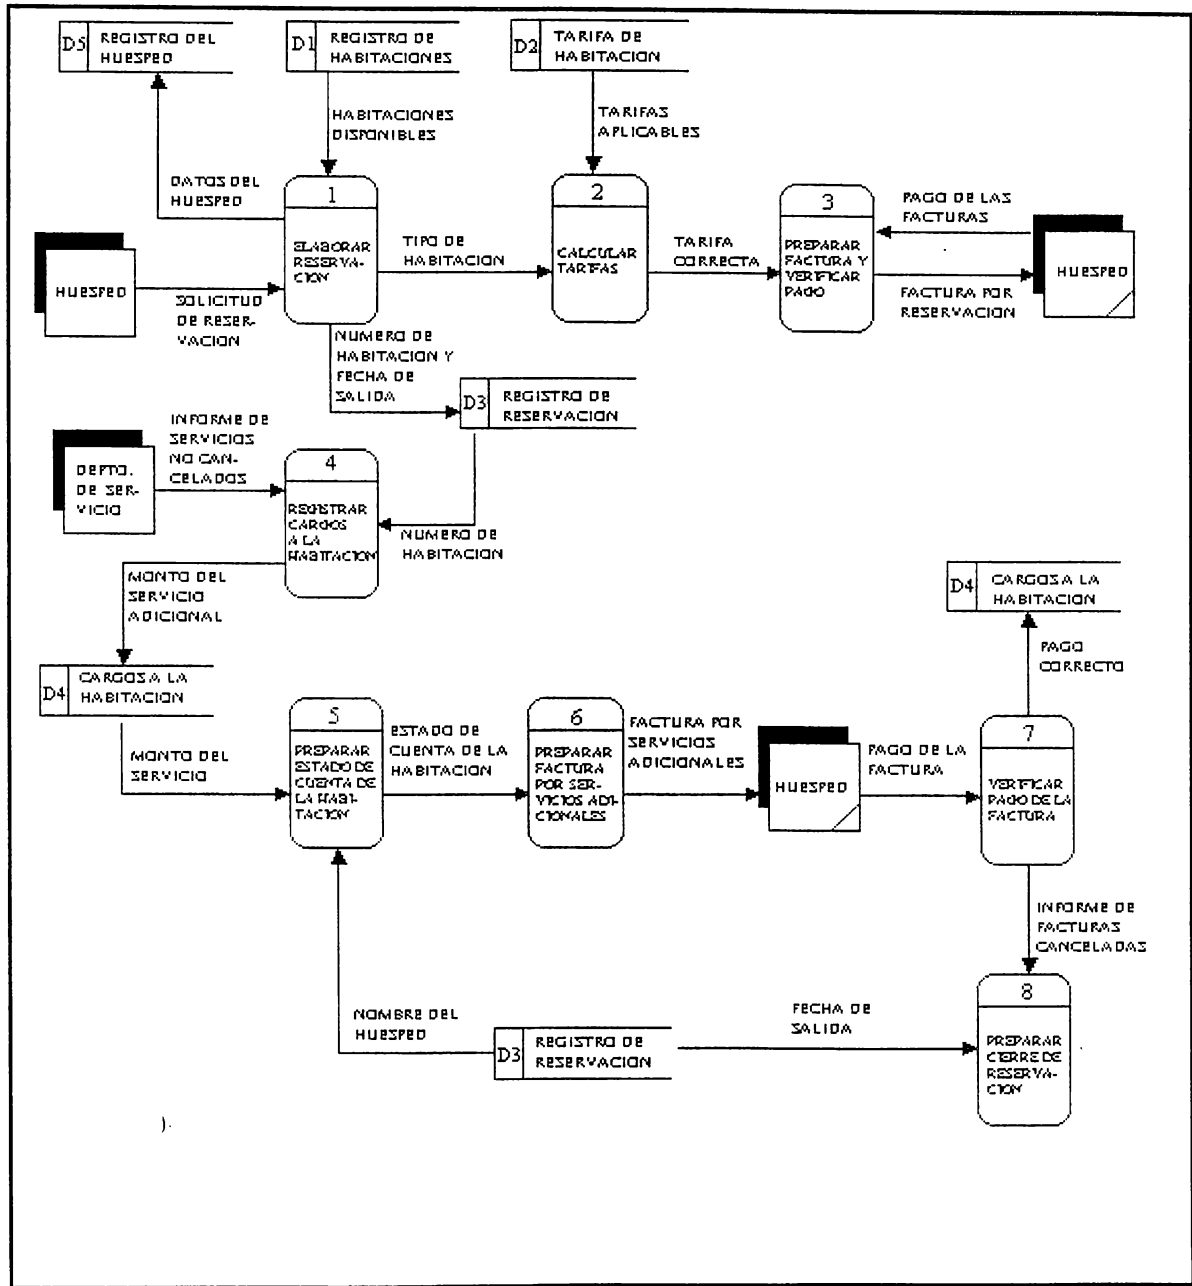 D5
REGISTRO DEL
HUESPED
D1
REGISTRO DE
HABITACIONES
D2
TARIFA DE
HABITACION
HABITACIONES
DISPONIBLES
TARIFAS
APLICABLES
DATOS DEL
HUESPED
1
ELABORAR
RESERVA-
CION
2
CALCULAR
TARIFAS
3
PREPARAR
FACTURA Y
VERIFICAR
PAGO
PAGO DE LAS
FACTURAS
HUESPED
SOLICITUD
DE RESER-
VACION
TIPO DE
HABITACION
TARIFA
CORRECTA
FACTURA POR
RESERVACION
HUESPED
NUMERO DE
HABITACION Y
FECHA DE
SALIDA
D3
REGISTRO DE
RESERVACION
DEPTO.
DE SER-
VICIO
INFORME DE
SERVICIOS
NO CAN-
CELADOS
4
REGISTRAR
CARGOS
A LA
HABITACION
NUMERO DE
HABITACION
MONTO DEL
SERVICIO
ADICIONAL
D4
CARGOS A LA
HABITACION
D4
CARGOS A LA
HABITACION
PAGO
CORRECTO
MONTO DEL
SERVICIO
5
PREPARAR
ESTADO DE
CUENTA DE
LA HABI-
TACION
ESTADO DE
CUENTA DE LA
HABITACION
6
PREPARAR
FACTURA
POR SER-
VICIOS ADI-
CIONALES
FACTURA POR
SERVICIOS
ADICIONALES
HUESPED
PAGO DE LA
FACTURA
7
VERIFICAR
PAGO DE LA
FACTURA
INFORME DE
FACTURAS
CANCELADAS
NOMBRE DEL
HUESPED
D3
REGISTRO DE
RESERVACION
FECHA DE
SALIDA
8
PREPARAR
CIERRE DE
RESERVA-
CION
).